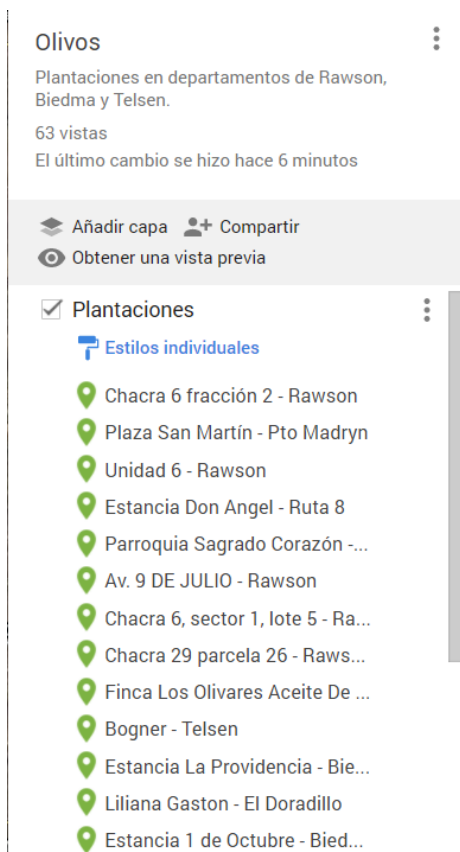 Olivos
Plantaciones en departamentos de Rawson,
Biedma y Telsen.
63 vistas
El último cambio se hizo hace 6 minutos
Añadir capa Compartir
Obtener una vista previa
Plantaciones
Estilos individuales
Chacra 6 fracción 2 - Rawson
Plaza San Martín - Pto Madryn
Unidad 6 - Rawson
Estancia Don Angel - Ruta 8
Parroquia Sagrado Corazón -...
Av. 9 DE JULIO - Rawson
Chacra 6, sector 1, lote 5 - Ra...
Chacra 29 parcela 26 - Raws...
Finca Los Olivares Aceite De ...
Bogner - Telsen
Estancia La Providencia - Bie...
Liliana Gaston - El Doradillo
Estancia 1 de Octubre - Bied...